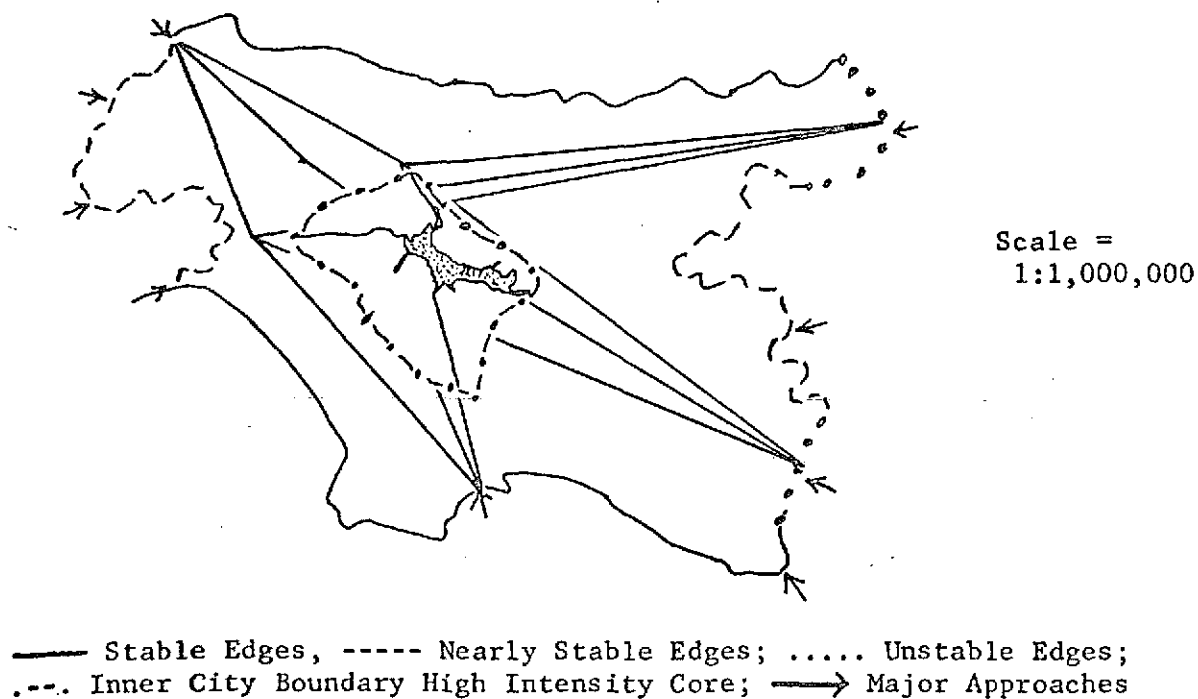 Scale =
1:1,000,000
Stable Edges, ----- Nearly Stable Edges; ..... Unstable Edges;
.--. Inner City Boundary High Intensity Core; Major Approaches